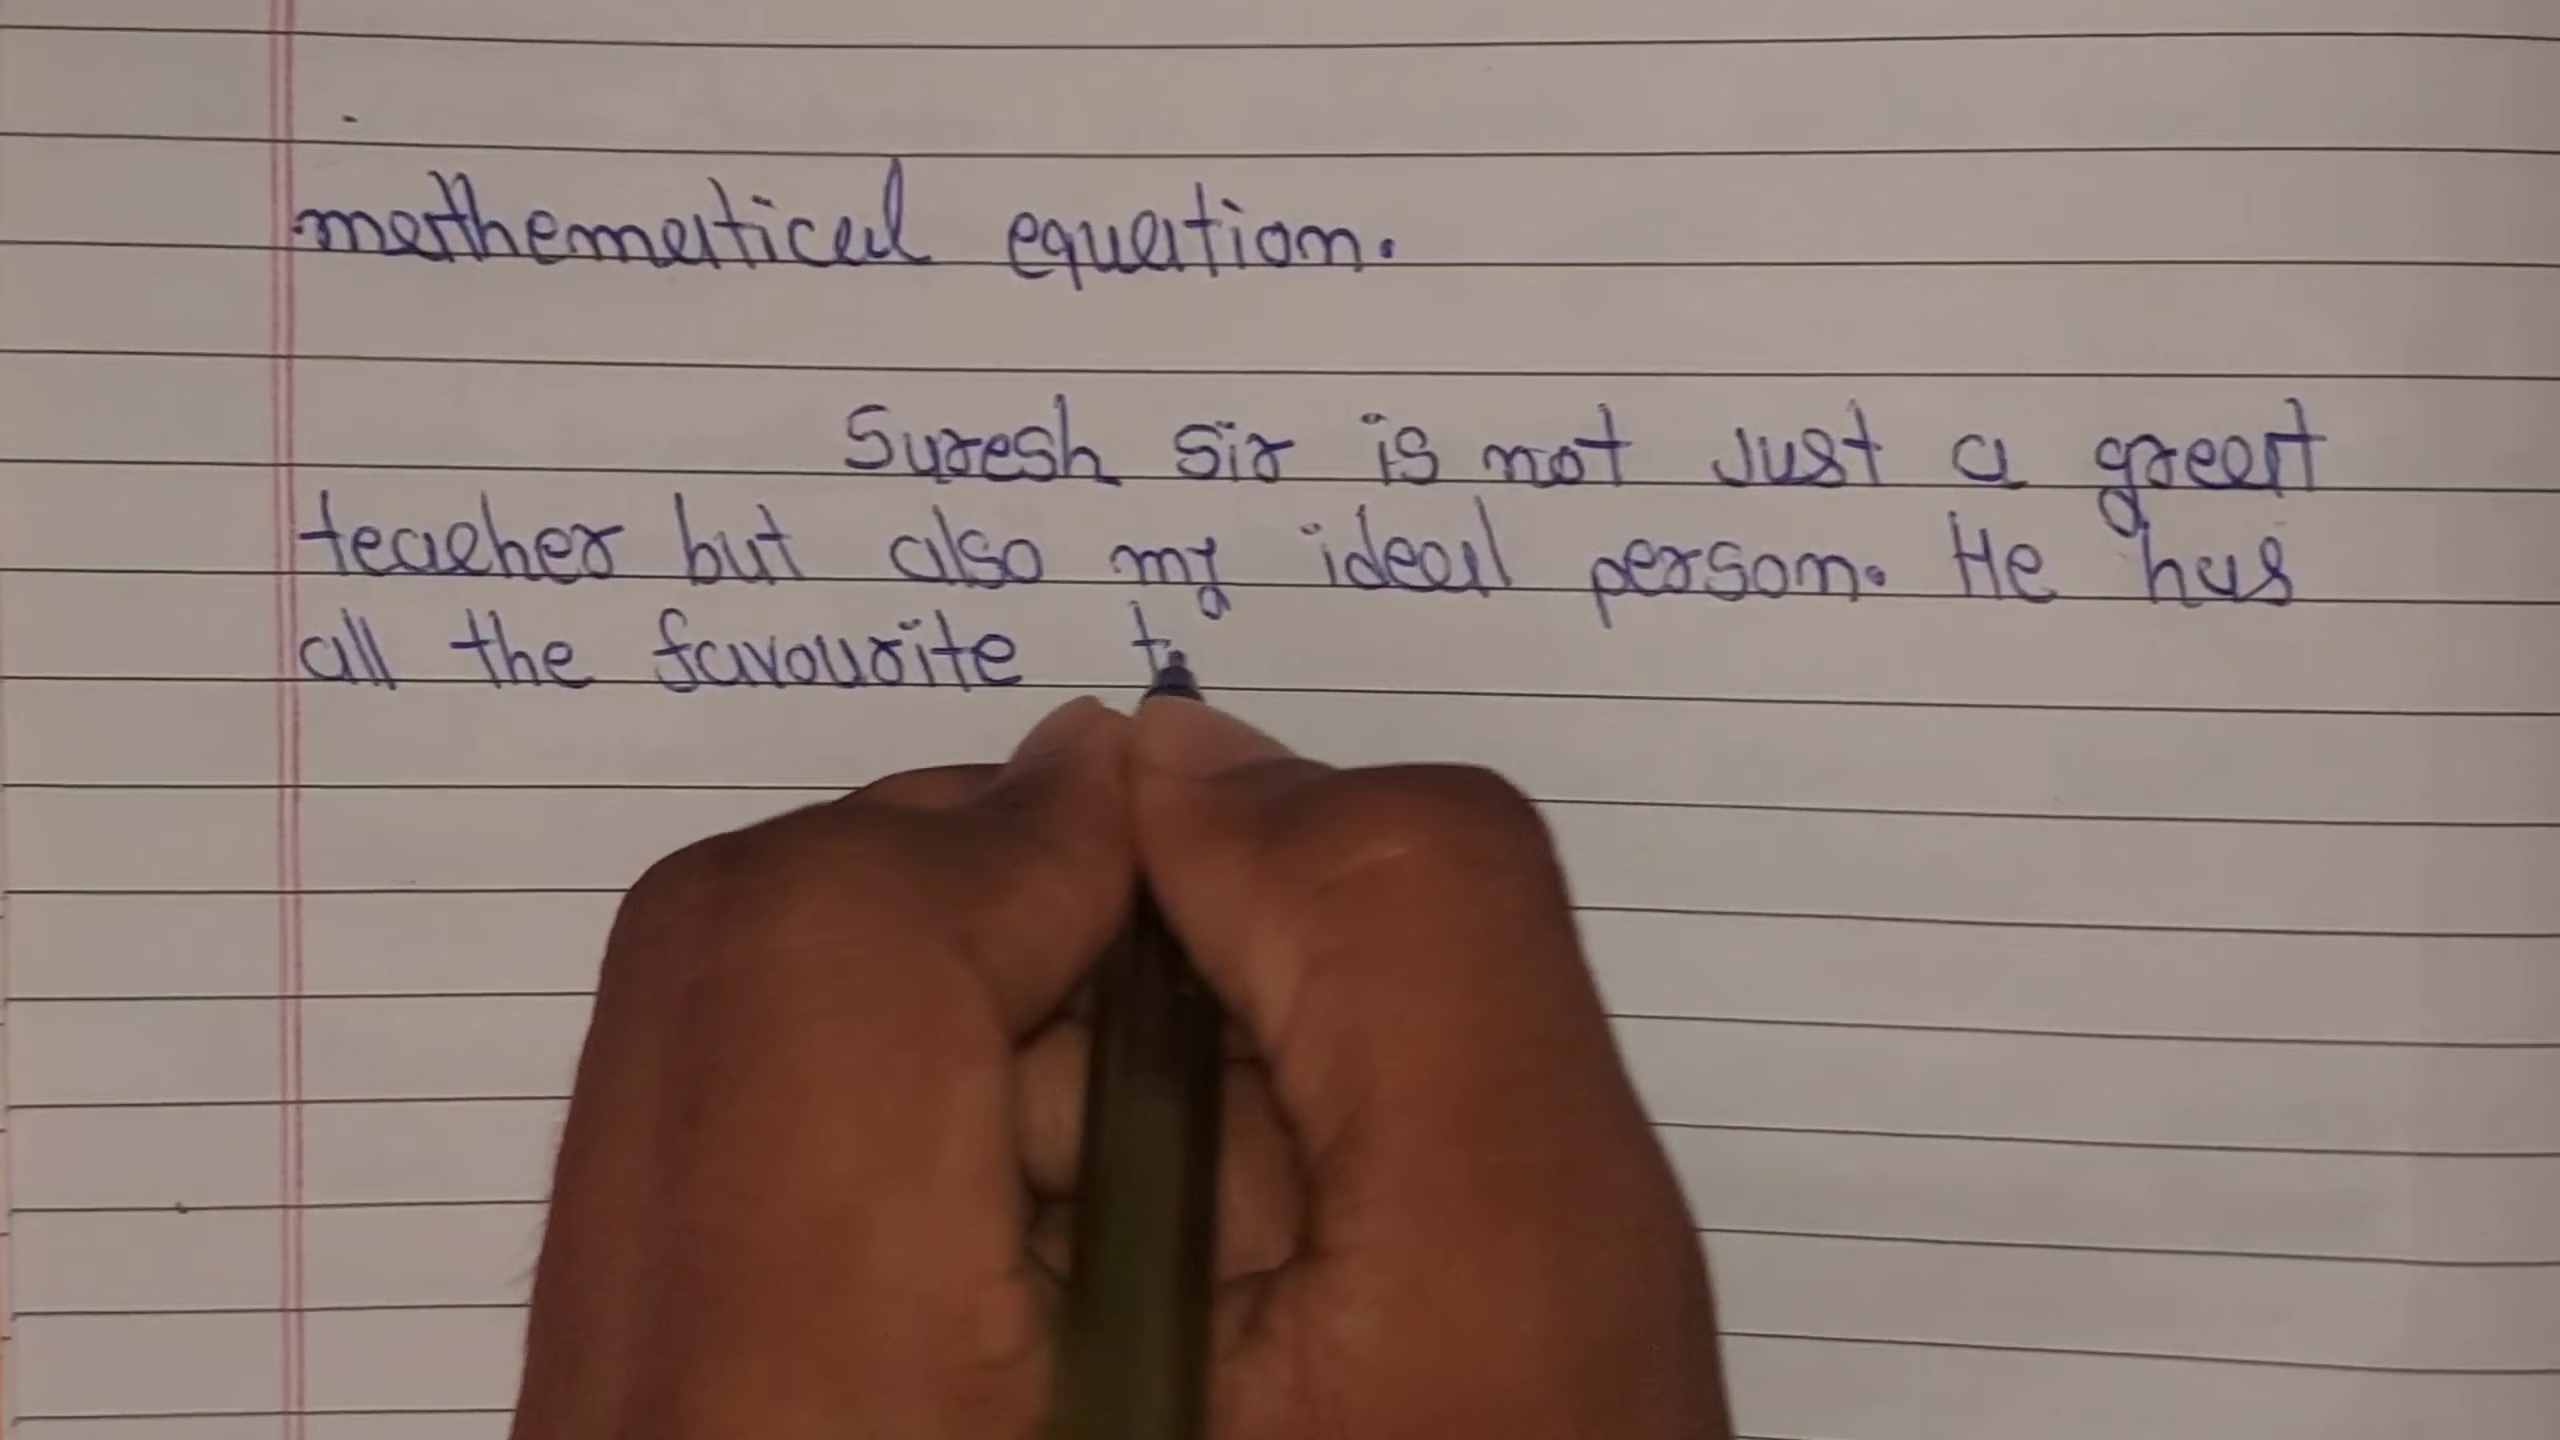 mathematical equation.
Suresh sir is not Just a great
teacher but also my ideal person. He has
all the favourite t